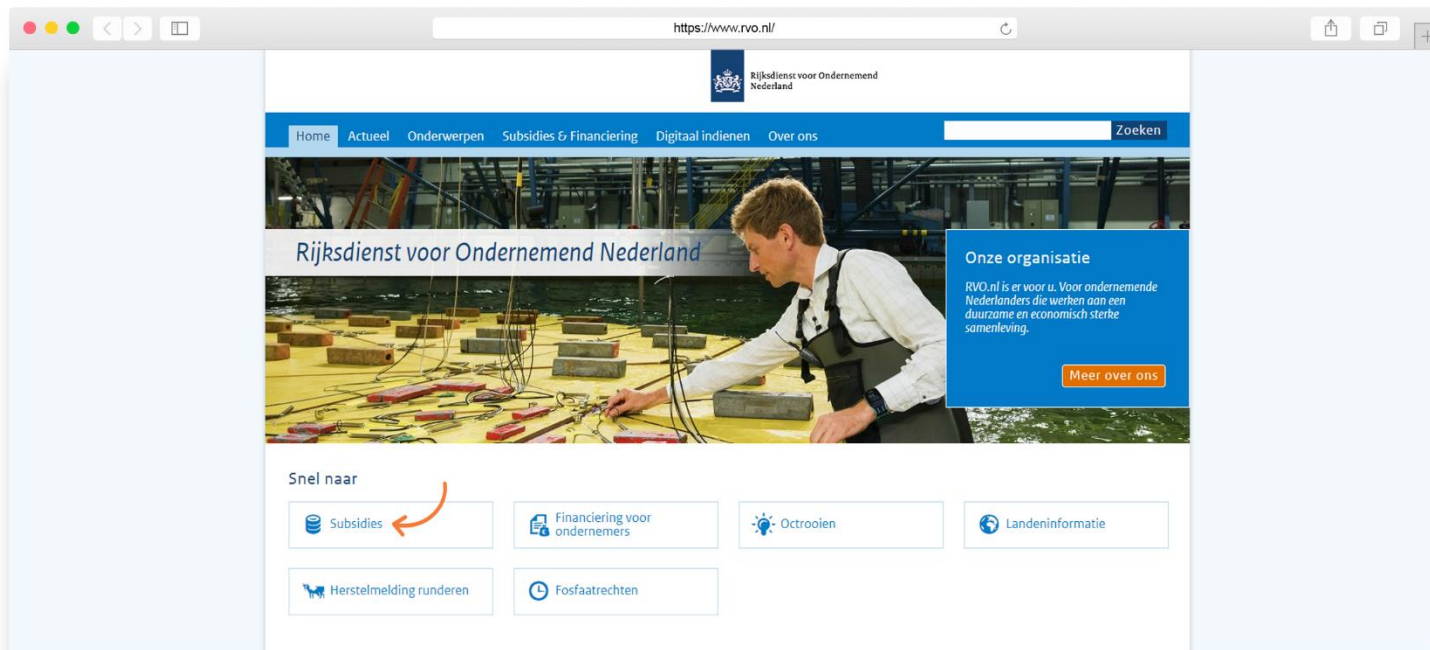 https://www.rvo.nl/
Rijksdienst voor Ondernemend
Nederland
Home Actueel Onderwerpen Subsidies & Financiering Digitaal indienen Over ons Zoeken
Rijksdienst voor Ondernemend Nederland
Onze organisatie
RVO.nl is er voor u. Voor ondernemende
Nederlanders die werken aan een
duurzame en economisch sterke
samenleving.
Meer over ons
Snel naar
Subsidies
Financiering voor
ondernemers
Octrooien
Landeninformatie
Herstelmelding runderen
Fosfaatrechten